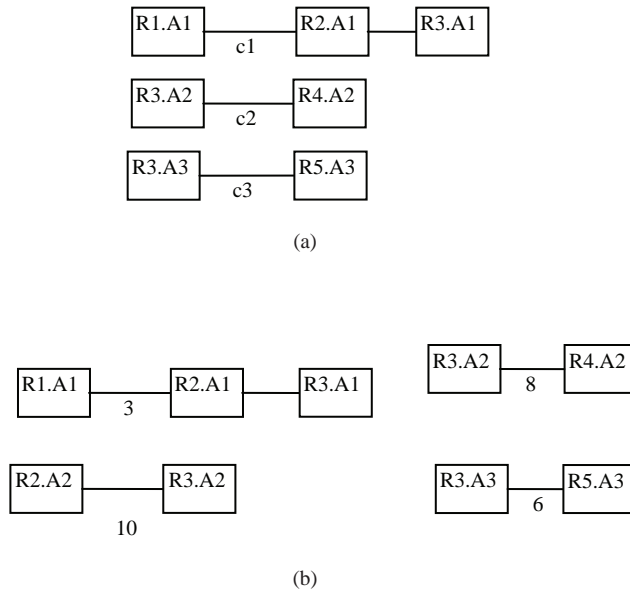 R1.A1 R2.A1 R3.A1
c1
R3.A2 R4.A2
c2
R3.A3 R5.A3
c3
(a)
R3.A2 R4.A2
8
R1.A1 R2.A1 R3.A1
3
R2.A2 R3.A2
10
R3.A3 R5.A3
6
(b)